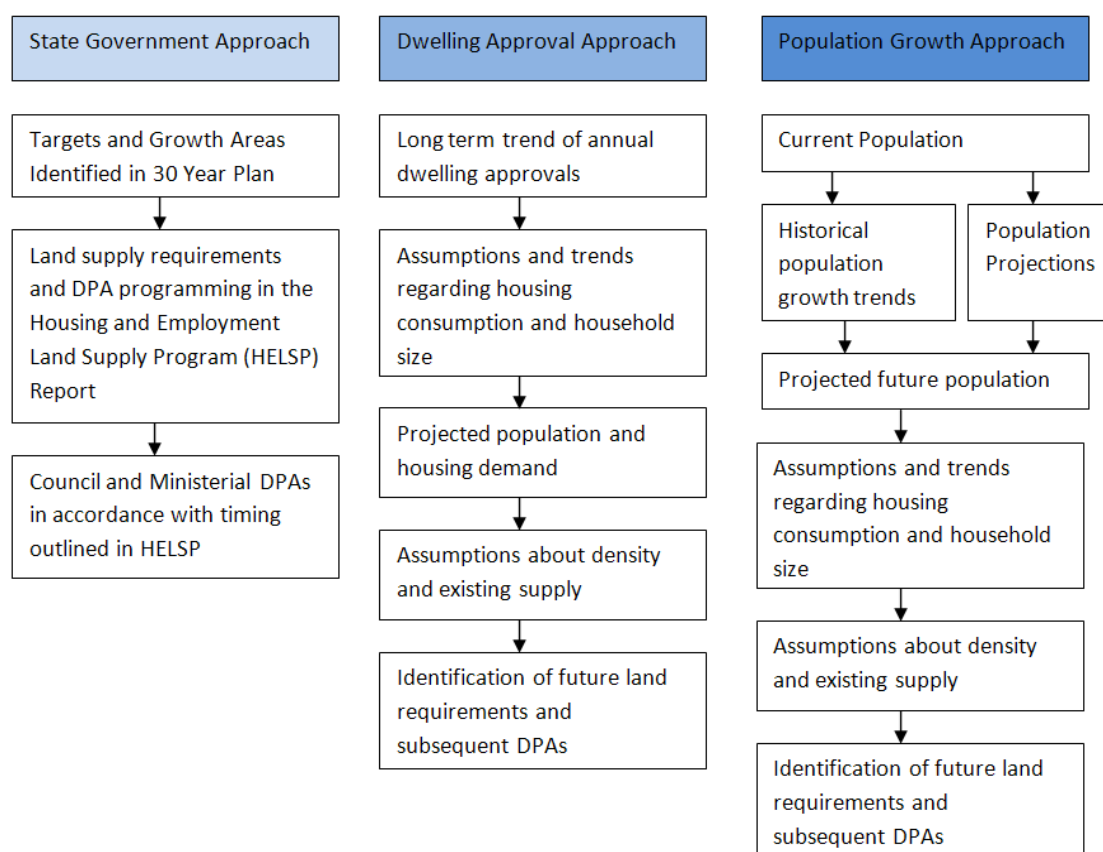 State Government Approach
Targets and Growth Areas
Identified in 30 Year Plan
Land supply requirements
and DPA programming in the
Housing and Employment
Land Supply Program (HELSP)
Report
Council and Ministerial DPAs
in accordance with timing
outlined in HELSP
Dwelling Approval Approach
Long term trend of annual
dwelling approvals
Assumptions and trends
regarding housing
consumption and household
size
Projected population and
housing demand
Assumptions about density
and existing supply
Identification of future land
requirements and
subsequent DPAs
Population Growth Approach
Current Population
Historical
population
growth trends
Population
Projections
Projected future population
Assumptions and trends
regarding housing
consumption and household
size
Assumptions about density
and existing supply
Identification of future land
requirements and
subsequent DPAs